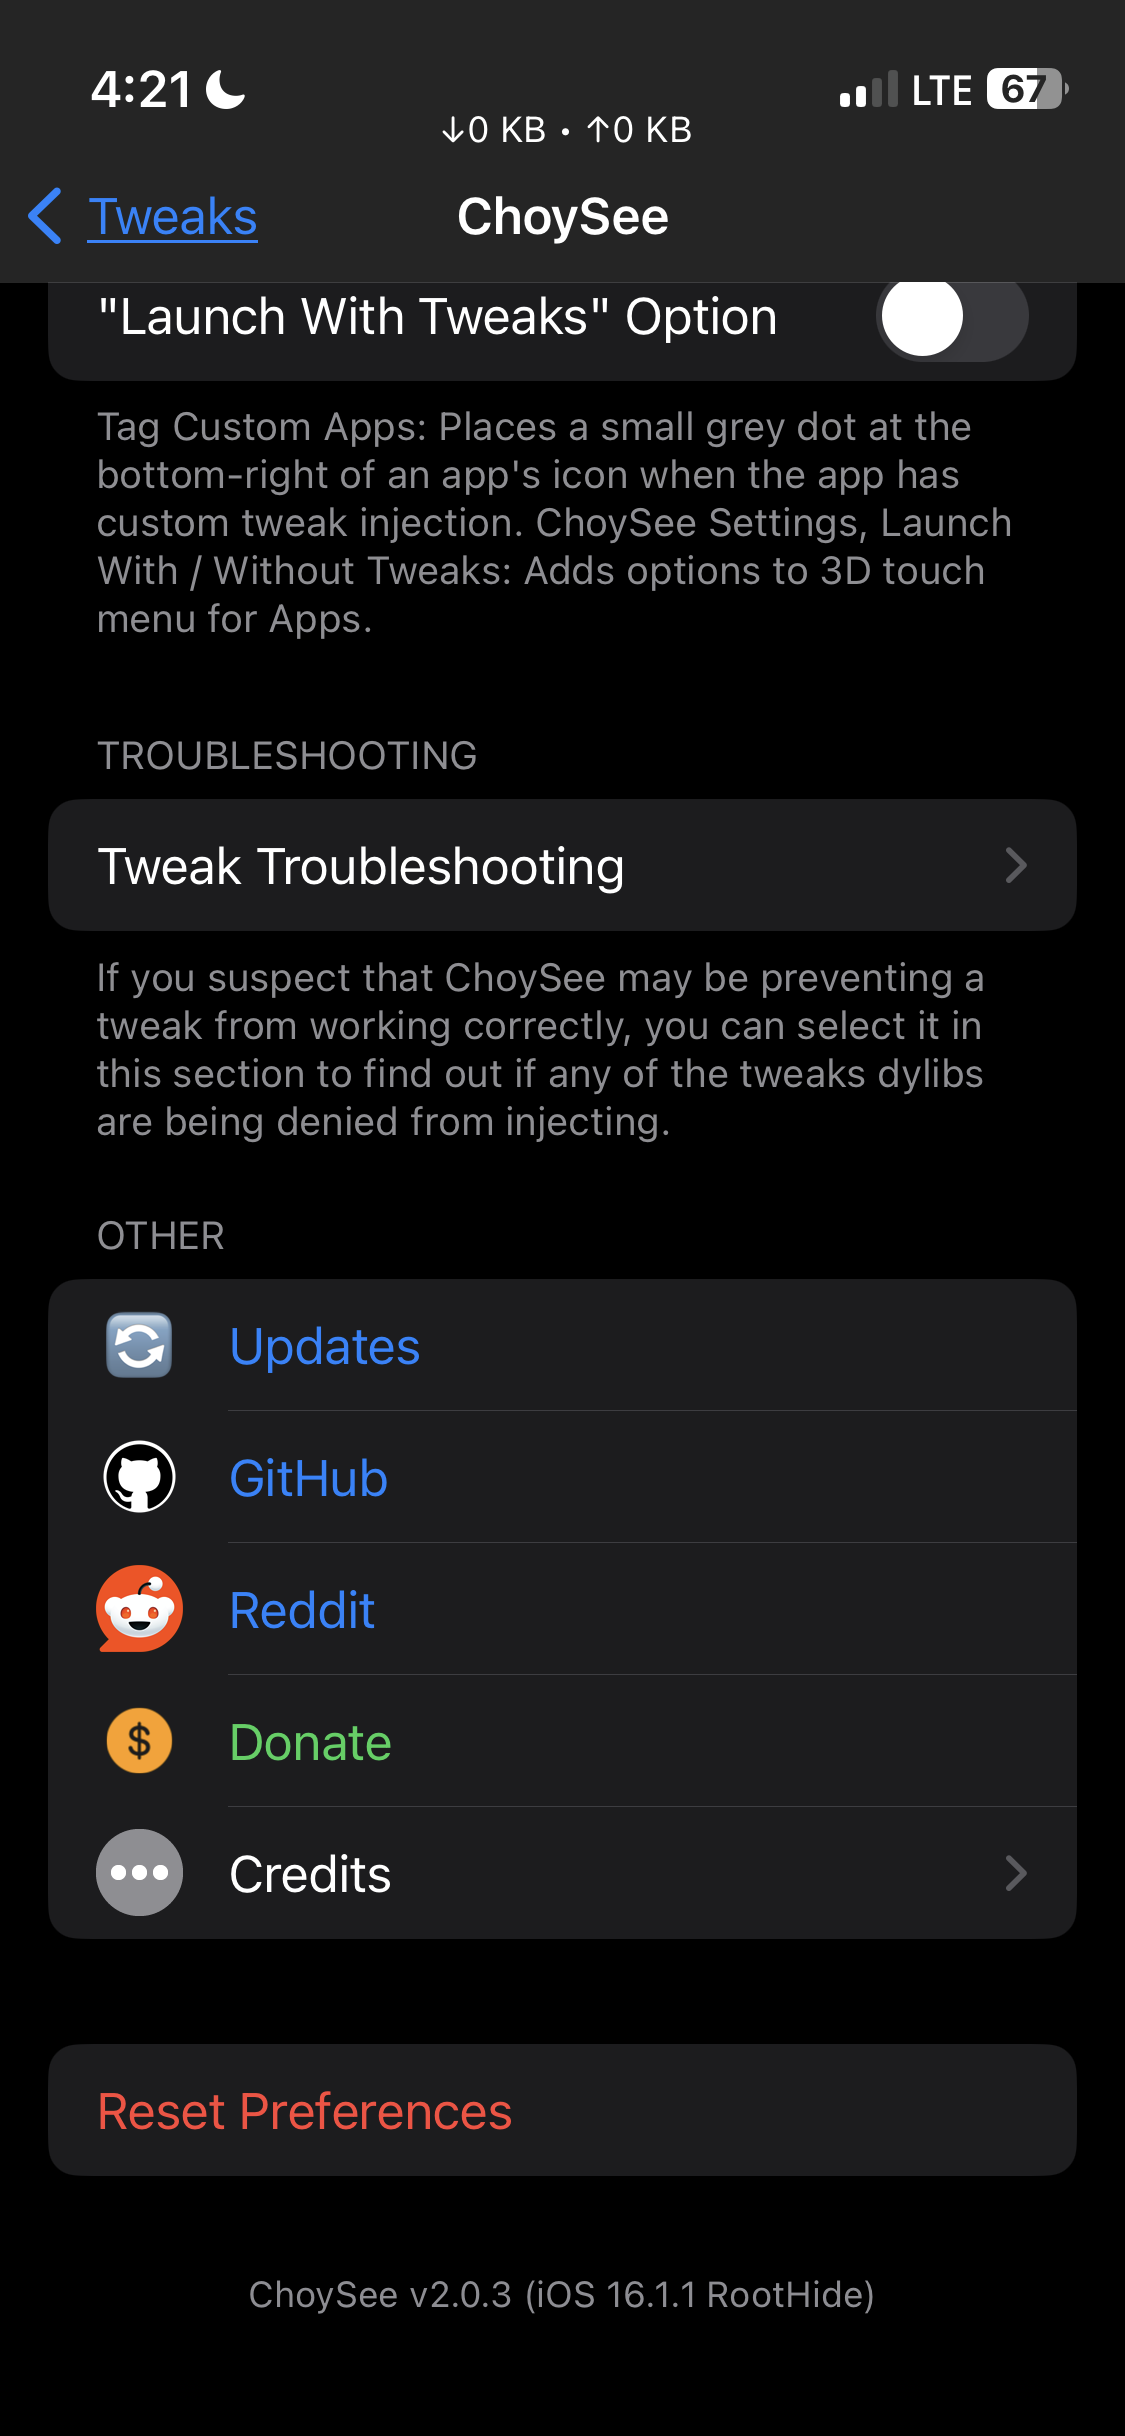 4:21
LTE 67
↓0 KB • ↑0 KB
Tweaks
ChoySee
"Launch With Tweaks" Option
Tag Custom Apps: Places a small grey dot at the
bottom-right of an app's icon when the app has
custom tweak injection. ChoySee Settings, Launch
With / Without Tweaks: Adds options to 3D touch
menu for Apps.
TROUBLESHOOTING
Tweak Troubleshooting
If you suspect that ChoySee may be preventing a
tweak from working correctly, you can select it in
this section to find out if any of the tweaks dylibs
are being denied from injecting.
OTHER
Updates
GitHub
Reddit
$
Donate
Credits
Reset Preferences
ChoySee v2.0.3 (iOS 16.1.1 RootHide)